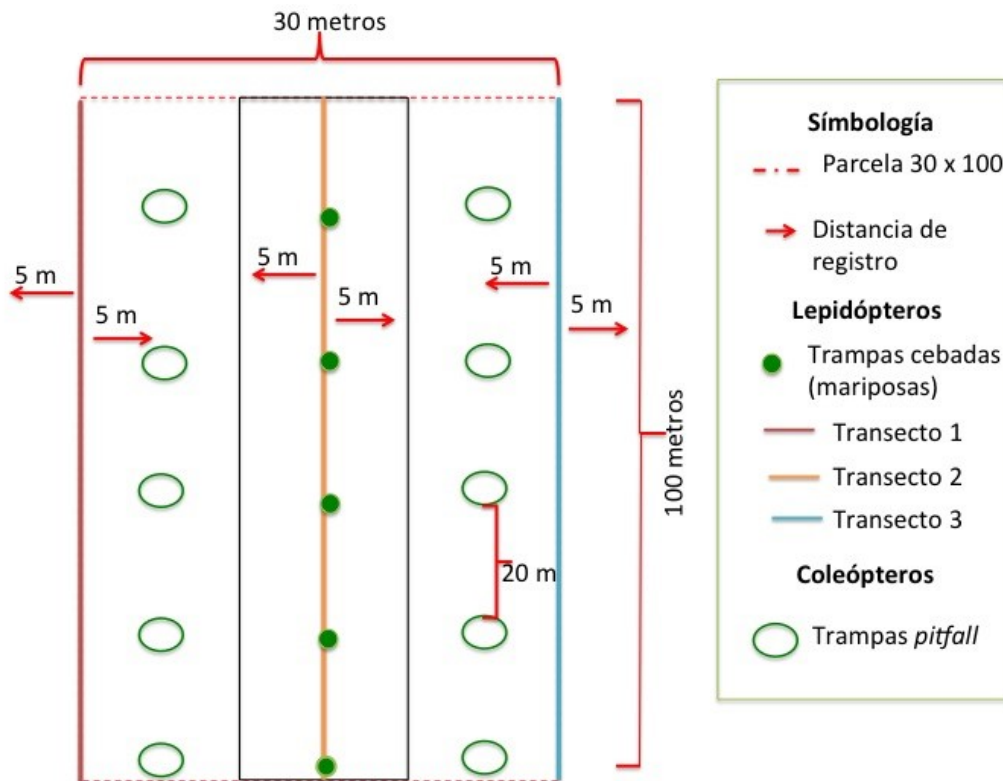 30 metros
5 m
5 m
5 m
5 m
5 m
5 m
20 m
100 metros
Símbología
Parcela 30 x 100
Distancia de
registro
Lepidópteros
Trampas cebadas
(mariposas)
Transecto 1
Transecto 2
Transecto 3
Coleópteros
Trampas pitfall